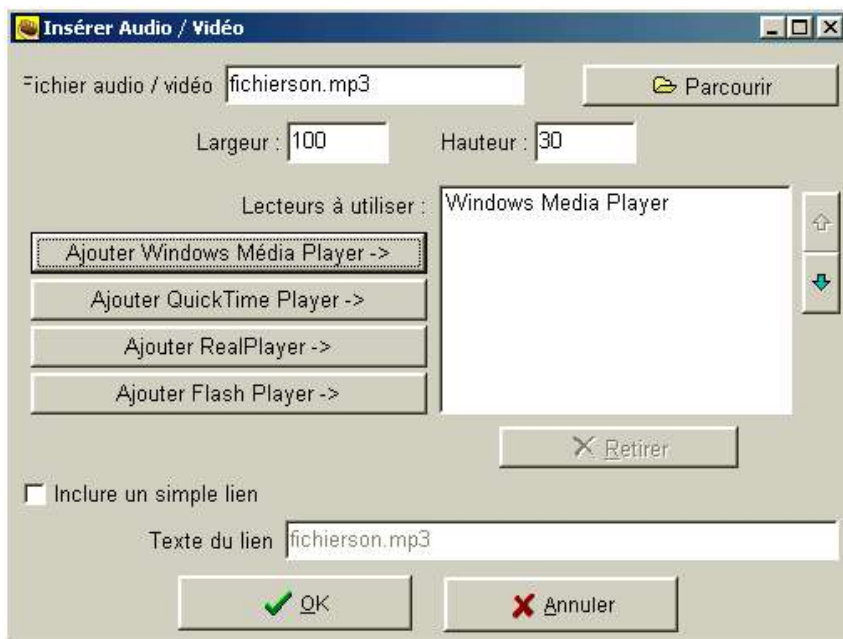 Insérer Audio / Vidéo
Fichier audio / vidéo fichierson.mp3 Parcourir
Largeur : 100 Hauteur : 30
Lecteurs à utiliser : Windows Media Player
Ajouter Windows Média Player ->
Ajouter QuickTime Player ->
Ajouter RealPlayer ->
Ajouter Flash Player ->
Retirer
Inclure un simple lien
Texte du lien fichierson.mp3
OK Annuler